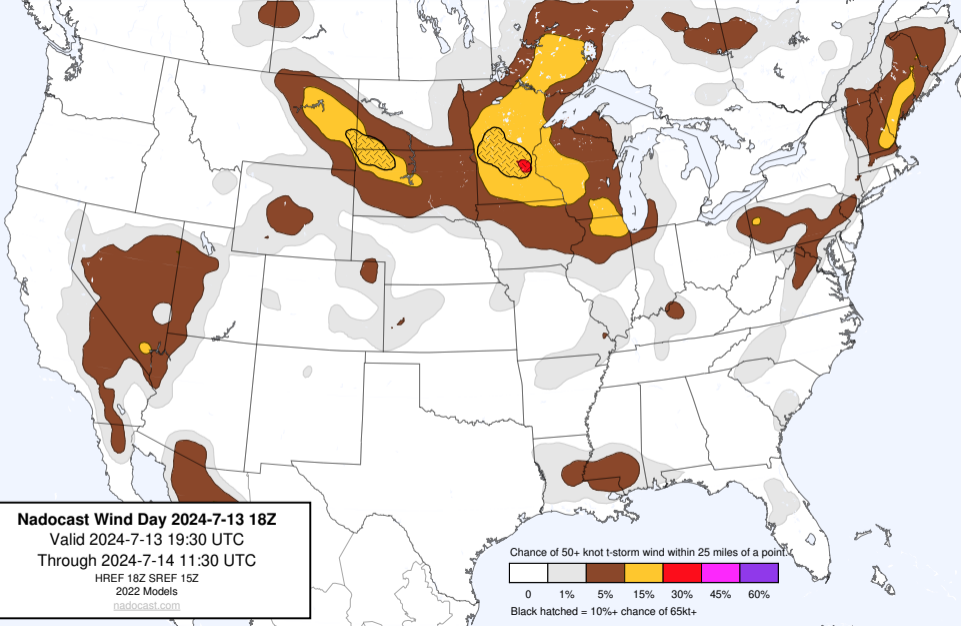 Nadocast Wind Day 2024-7-13 18Z
Valid 2024-7-13 19:30 UTC
Through 2024-7-14 11:30 UTC
HREF 18Z SREF 15Z
2022 Models
nadocast.com
Chance of 50+ knot t-storm wind within 25 miles of a point.
0 1% 5% 15% 30% 45% 60%
Black hatched = 10%+ chance of 65kt+